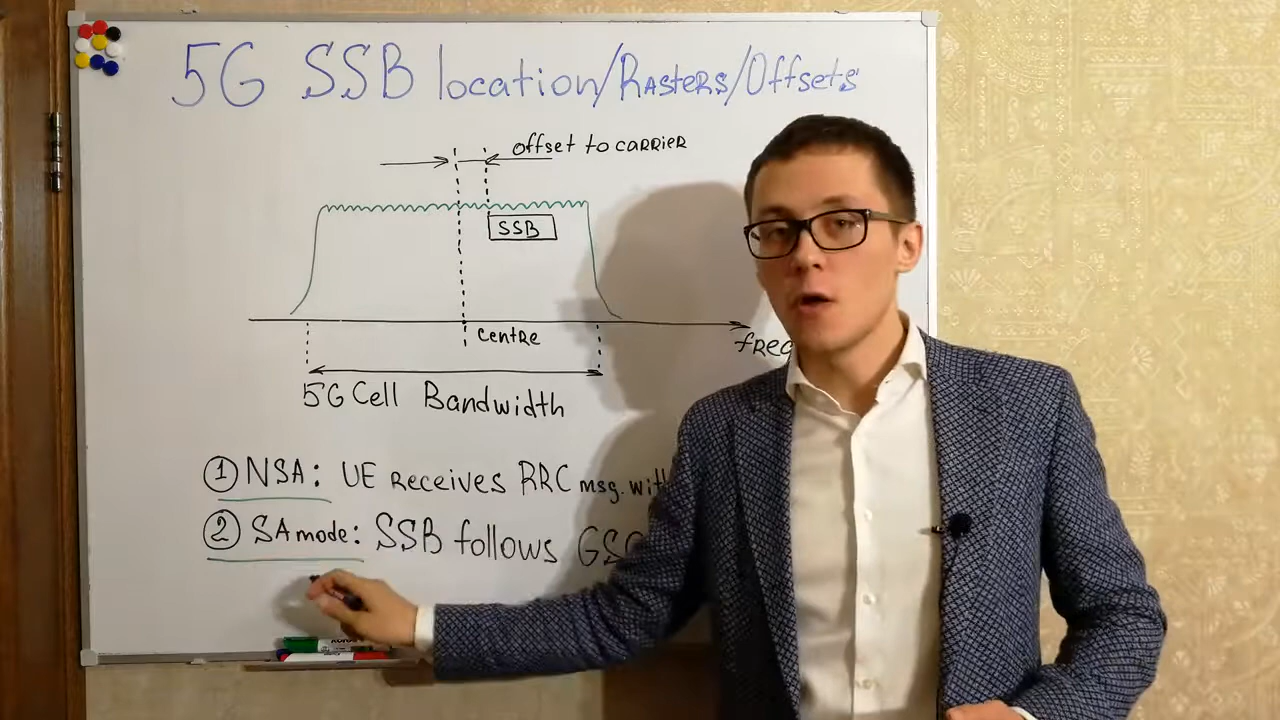 5G SSB location/Rasters/Offsets
offset to carrier
SSB
centre
5G Cell Bandwidth
① NSA: UE receives RRC msg.
② SA mode: SSB follows